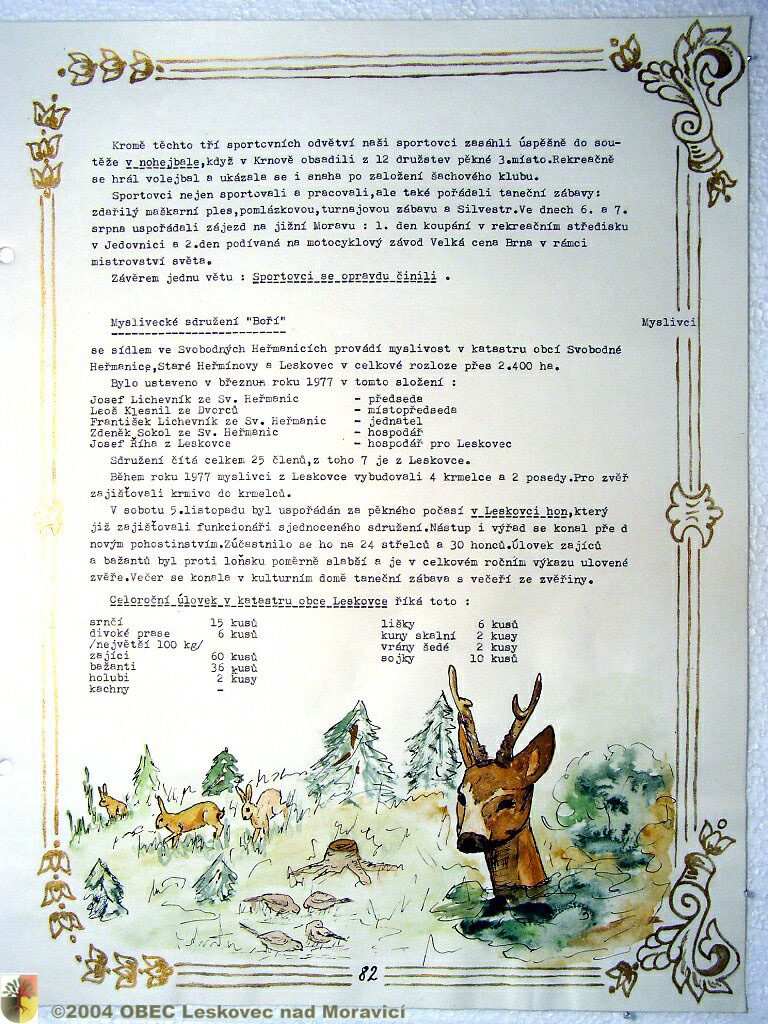 Kromě těchto tří sportovních odvětví naši sportovci zasáhli úspěšně do sou-
těže v nohejbale,když v Krnově obsadili z 12 družstev pěkné 3.místo.Rekreačně
se hrál volejbal a ukázala se i snaha po založení šachového klubu.
Sportovci nejen sportovali a pracovali,ale také pořádali taneční zábavy:
zdařilý maškarní ples,pomlázkovou,turnajovou zábavu a Silvestr.Ve dnech 6. a 7.
srpna uspořádali zájezd na jižní Moravu : 1. den koupání v rekreačním středisku
v Jedovnici a 2.den podívaná na motocyklový závod Velká cena Brna v rámci
mistrovství světa.
Závěrem jednu větu : Sportovci se opravdu činili .
Myslivecké sdružení "Boří"
Myslivci
se sídlem ve Svobodných Heřmanicích provádí myslivost v katastru obcí Svobodné
Heřmanice,Staré Heřmínovy a Leskovec v celkové rozloze přes 2.400 ha.
Bylo ustaveno v březnum roku 1977 v tomto složení :
Josef Lichevník ze Sv. Heřmanic - předseda
Leoš Klesnil ze Dvorců - místopředseda
František Lichevník ze Sv. Heřmanic - jednatel
Zdeněk Sokol ze Sv. Heřmanic - hospodář
Josef Říha z Leskovce - hospodář pro Leskovec
Sdružení čítá celkem 25 členů,z toho 7 je z Leskovce.
Během roku 1977 myslivci z Leskovce vybudovali 4 krmelce a 2 posedy.Pro zvěř
zajišťovali krmivo do krmelců.
V sobotu 5.listopadu byl uspořádán za pěkného počasí v Leskovci hon,který
již zajišťovali funkcionáři sjednoceného sdružení.Nástup i výřad se konal pře d
novým pohostinstvím.Zúčastnilo se ho na 24 střelců a 30 honců.Úlovek zajíců
a bažantů byl proti loňsku poměrně slabší a je v celkovém ročním výkazu ulovené
zvěře.Večer se konala v kulturním domě taneční zábava s večeří ze zvěřiny.
Celoroční úlovek v katastru obce Leskovce říká toto :
srnčí 15 kusů
divoké prase 6 kusů
/největší 100 kg/
zajíci 60 kusů
bažanti 36 kusů
holubi 2 kusy
kachny -
lišky 6 kusů
kuny skalní 2 kusy
vrány šedé 2 kusy
sojky 10 kusů
82
©2004 OBEC Leskovec nad Moravicí